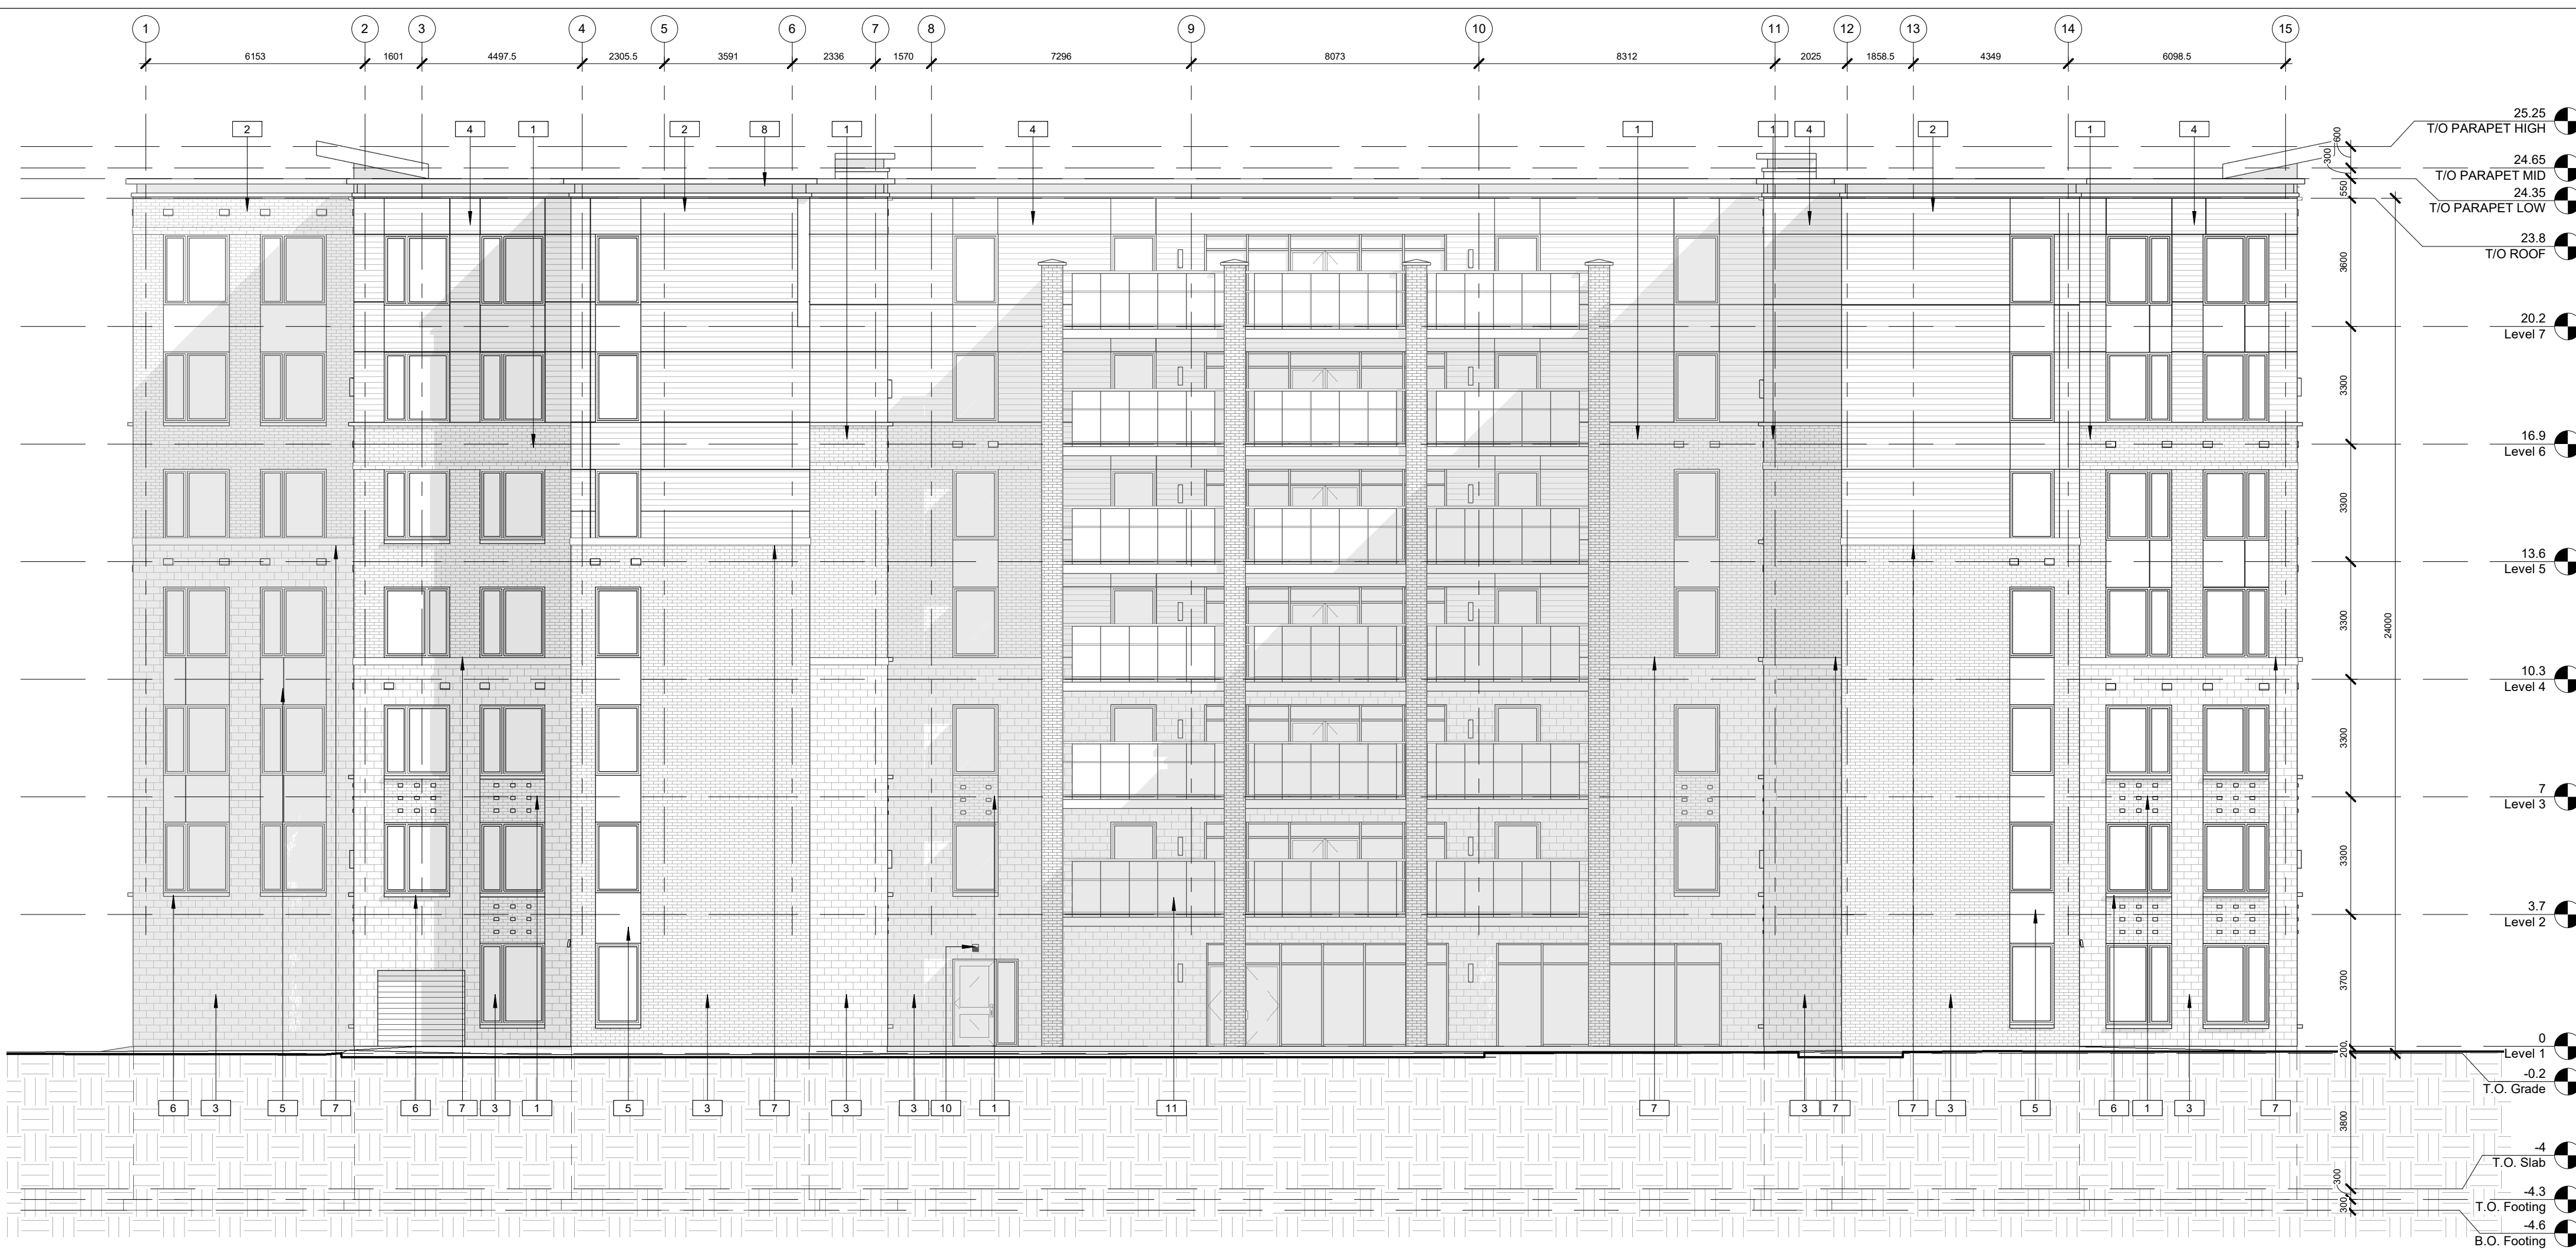 1 2 3 4 5 6 7 8 9 10 11 12 13 14 15
6153 1601 4497.5 2305.5 3591 2336 1570 7296 8073 8312 2025 1858.5 4349 6098.5
2 4 1 2 8 1 4 1 1 4 2 1 4
25.25
T/O PARAPET HIGH
600
300
24.65
T/O PARAPET MID
550
24.35
T/O PARAPET LOW
23.8
T/O ROOF
3600
20.2
Level 7
3300
16.9
Level 6
3300
13.6
Level 5
3300
24000
10.3
Level 4
3300
7
Level 3
3300
3.7
Level 2
3700
0
Level 1
200
-0.2
T.O. Grade
6 3 5 7 6 7 3 1 5 3 7 3 3 10 1 11 7 3 7 7 3 5 6 1 3 7
3800
-4
T.O. Slab
300
-4.3
T.O. Footing
300
-4.6
B.O. Footing